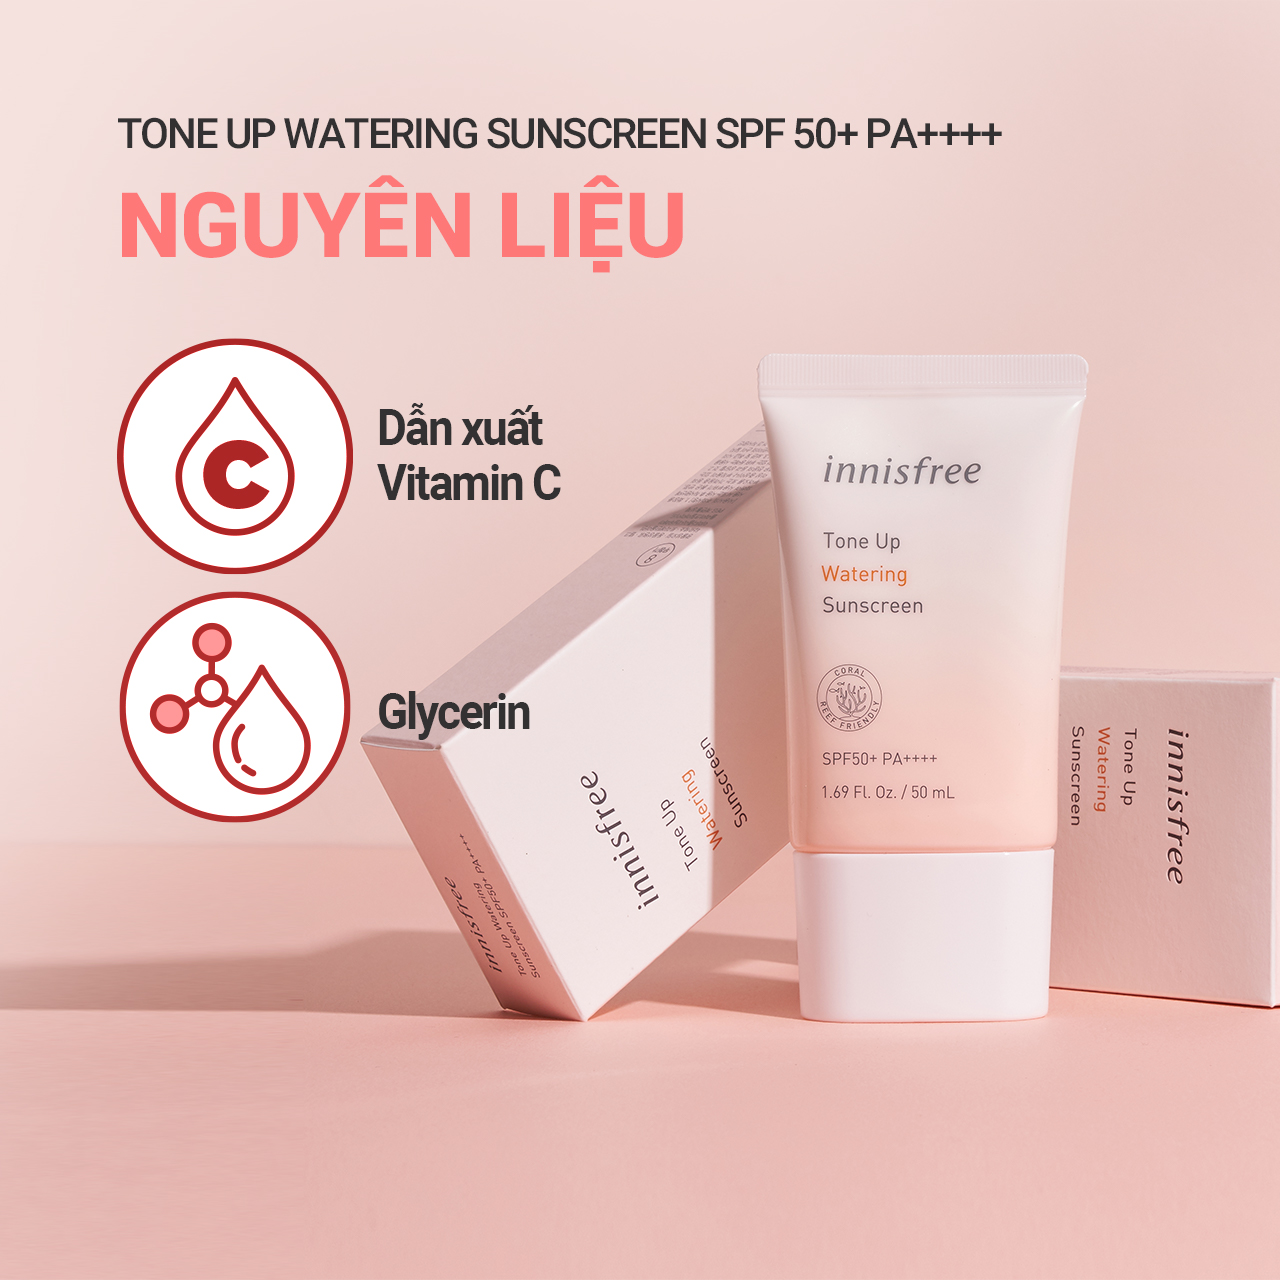 TONE UP WATERING SUNSCREEN SPF 50+ PA++++
NGUYÊN LIỆU
Dẫn xuất
Vitamin C
C
Glycerin
innisfree
Tone Up
Watering
Sunscreen
CORAL
REEF FRIENDLY
SPF50+ PA++++
1.69 Fl. Oz. / 50 mL
innisfree
Tone Up
Watering
Sunscreen
innisfree
Tone Up Watering
Sunscreen SPF50+ PA++++
innisfree
Tone Up
Watering
Sunscreen